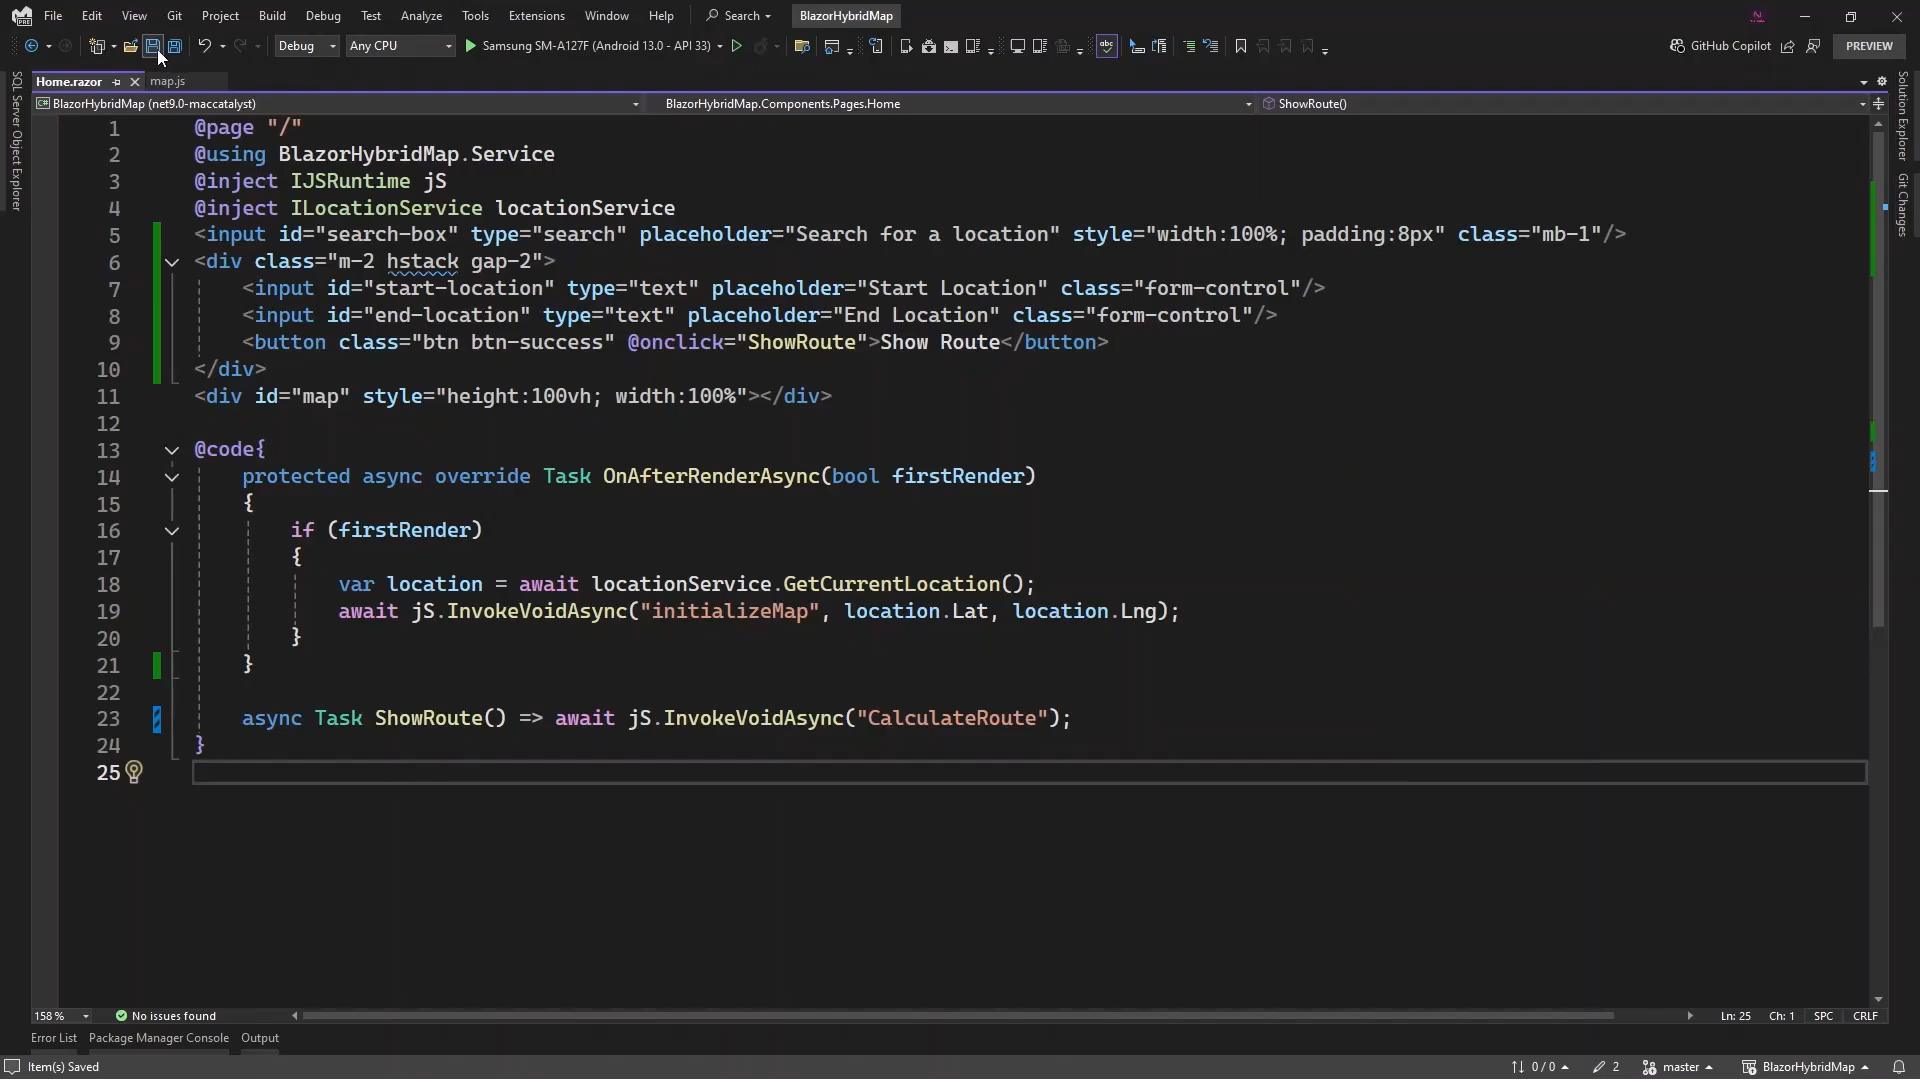 File Edit View Git Project Build Debug Test Analyze Tools Extensions Window Help Search BlazorHybridMap
Debug Any CPU Samsung SM-A127F (Android 13.0 - API 33) abc GitHub Copilot PREVIEW
Home.razor map.js
BlazorHybridMap (net9.0-maccatalyst) BlazorHybridMap.Components.Pages.Home ShowRoute()
SQL Server Object Explorer
Solution Explorer
Git Changes
1 @page "/"
2 @using BlazorHybridMap.Service
3 @inject IJSRuntime jS
4 @inject ILocationService locationService
5 <input id="search-box" type="search" placeholder="Search for a location" style="width:100%; padding:8px" class="mb-1"/>
6 <div class="m-2 hstack gap-2">
7 <input id="start-location" type="text" placeholder="Start Location" class="form-control"/>
8 <input id="end-location" type="text" placeholder="End Location" class="form-control"/>
9 <button class="btn btn-success" @onclick="ShowRoute">Show Route</button>
10 </div>
11 <div id="map" style="height:100vh; width:100%"></div>
12
13 @code{
14 protected async override Task OnAfterRenderAsync(bool firstRender)
15 {
16 if (firstRender)
17 {
18 var location = await locationService.GetCurrentLocation();
19 await jS.InvokeVoidAsync("initializeMap", location.Lat, location.Lng);
20 }
21 }
22
23 async Task ShowRoute() => await jS.InvokeVoidAsync("CalculateRoute");
24 }
25
158 % No issues found Ln: 25 Ch: 1 SPC CRLF
Error List Package Manager Console Output
Item(s) Saved 0 / 0 2 master BlazorHybridMap